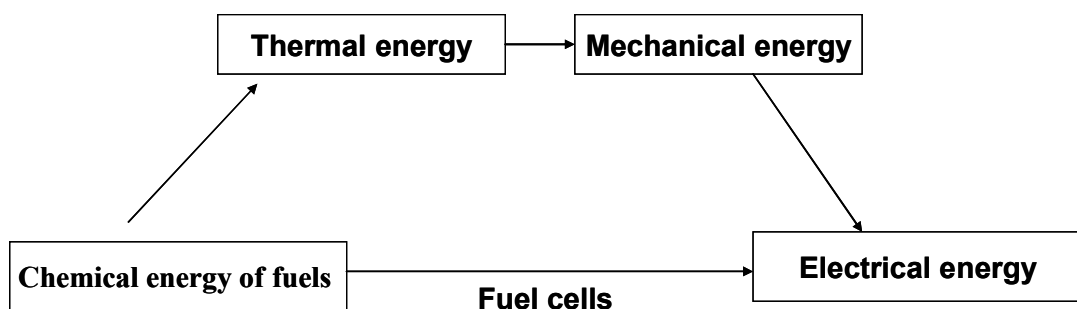 Thermal energy
Mechanical energy
Chemical energy of fuels
Electrical energy
Fuel cells